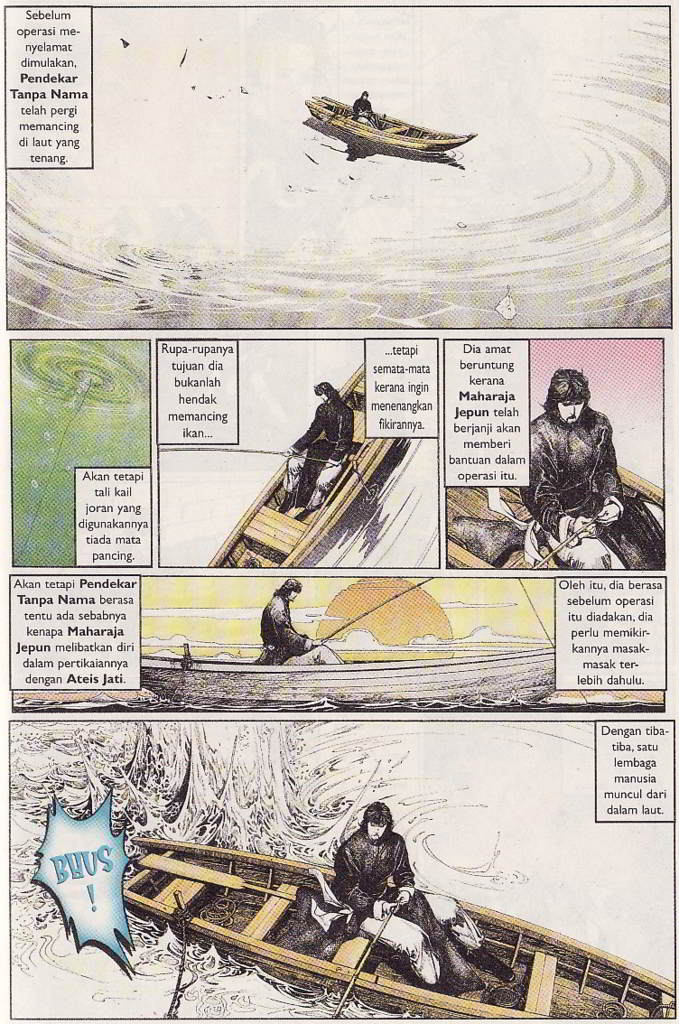 Sebelum
operasi me-
nyelamat
dimulakan,
Pendekar
Tanpa Nama
telah pergi
memancing
di laut yang
tenang.
Akan tetapi
tali kail
joran yang
digunakannya
tiada mata
pancing.
Rupa-rupanya
tujuan dia
bukanlah
hendak
memancing
ikan...
...tetapi
semata-mata
kerana ingin
menenangkan
fikirannya.
Dia amat
beruntung
kerana
Maharaja
Jepun telah
berjanji akan
memberi
bantuan dalam
operasi itu.
Akan tetapi Pendekar
Tanpa Nama berasa
tentu ada sebabnya
kenapa Maharaja
Jepun melibatkan diri
dalam pertikaiannya
dengan Ateis Jati.
Oleh itu, dia berasa
sebelum operasi
itu diadakan, dia
perlu memikir-
kannya masak-
masak ter-
lebih dahulu.
Dengan tiba-
tiba, satu
lembaga
manusia
muncul dari
dalam laut.
BHUS
!